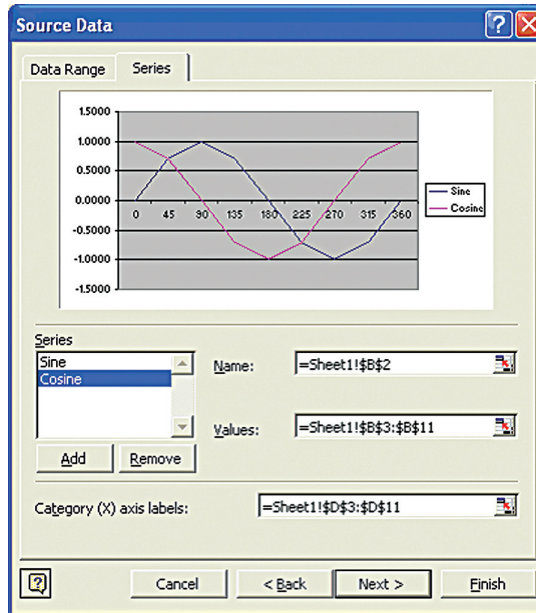 Source Data
Data Range Series
1.5000
1.0000
0.5000
0.0000
0 45 90 135 180 225 270 315 360
-0.5000
-1.0000
-1.5000
Sine
Cosine
Series
Sine
Cosine
Name: =Sheet1!$B$2
Values: =Sheet1!$B$3:$B$11
Add Remove
Category (X) axis labels: =Sheet1!$D$3:$D$11
Cancel < Back Next > Finish